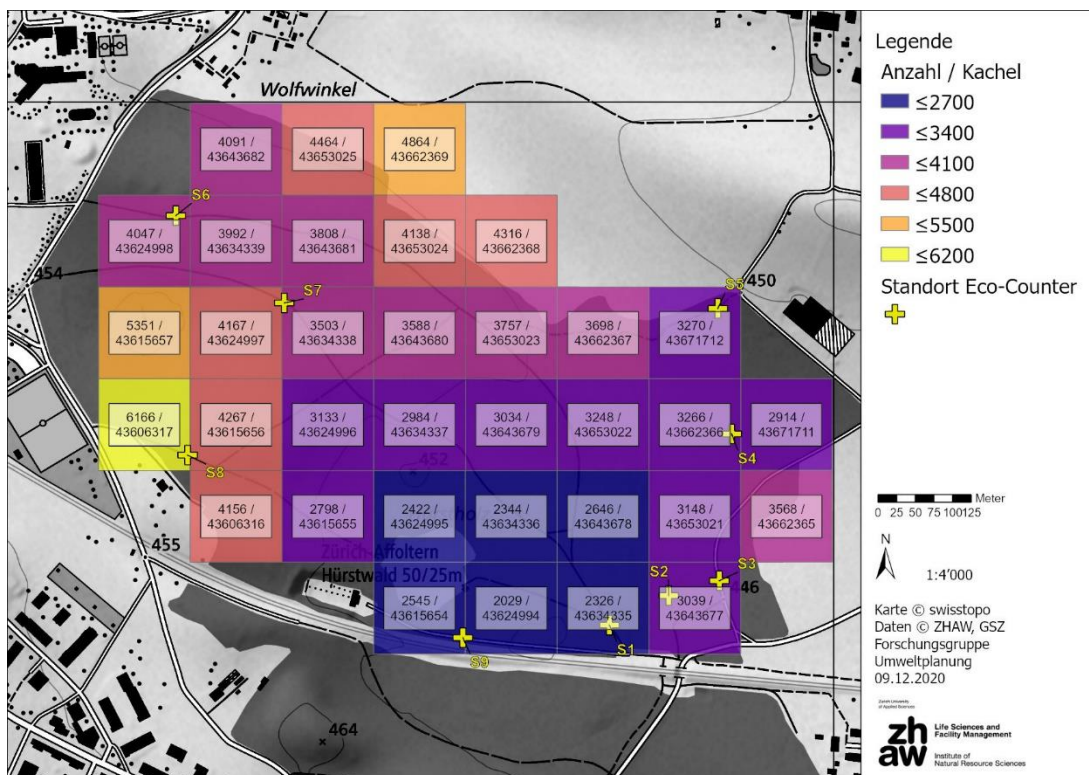 Wolfwinkel
4091 /
43643682
4464 /
43653025
4864 /
43662369
S6
4047 /
43624998
3992 /
43634339
3808 /
43643681
4138 /
43653024
4316 /
43662368
454
S7
S5
450
5351 /
43615657
4167 /
43624997
3503 /
43634338
3588 /
43643680
3757 /
43653023
3698 /
43662367
3270 /
43671712
6166 /
43606317
4267 /
43615656
3133 /
43624996
2984 /
43634337
3034 /
43643679
3248 /
43653022
3266 /
43662366
2914 /
43671711
S8
452
S4
4156 /
43606316
2798 /
43615655
2422 /
43624995
2344 /
43634336
2646 /
43643678
3148 /
43653021
3568 /
43662365
455
Zürich-Affoltern
Hürstwald 50/25m
S2
S3
2545 /
43615654
2029 /
43624994
2326 /
43634335
3039 /
43643677
S9
S1
464
Legende
Anzahl / Kachel
≤2700
≤3400
≤4100
≤4800
≤5500
≤6200
Standort Eco-Counter
Meter
0 25 50 75 100125
N
1:4'000
Karte © swisstopo
Daten © ZHAW, GSZ
Forschungsgruppe
Umweltplanung
09.12.2020
Zurich University
of Applied Sciences
zh
aw
Life Sciences and
Facility Management
Institute of
Natural Resource Sciences